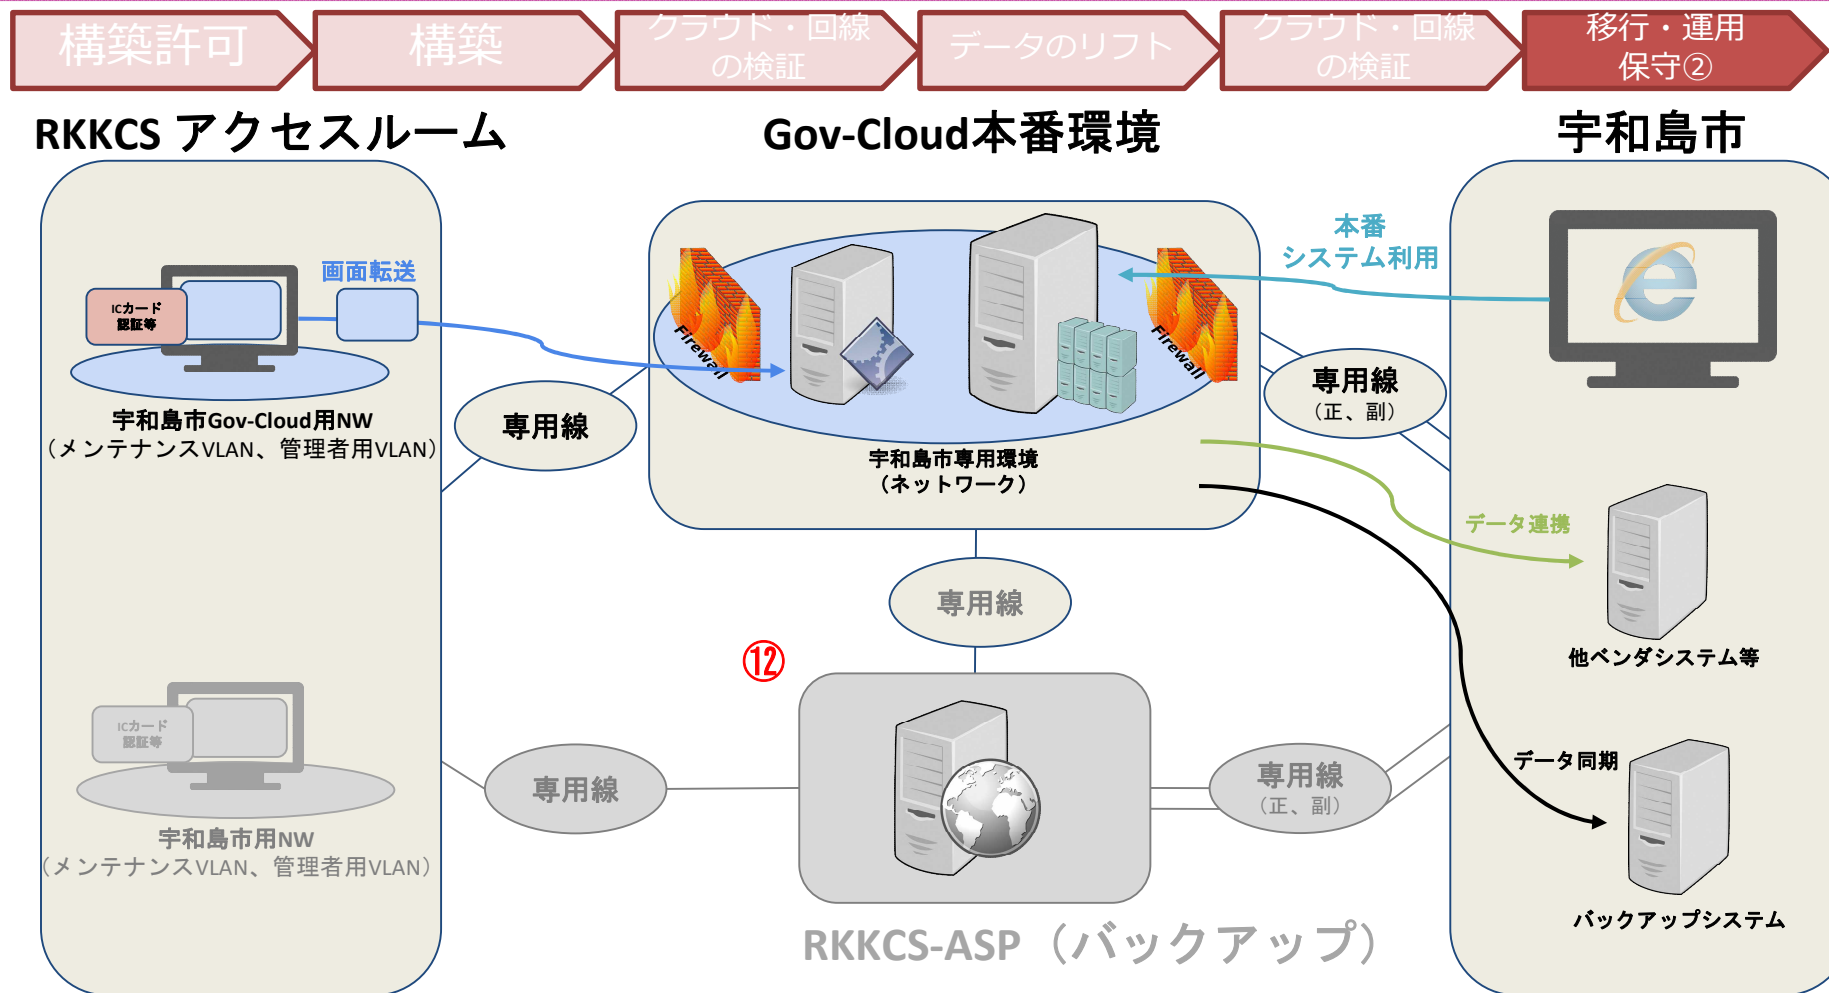 構築許可
構築
クラウド・回線
の検証
データのリフト
クラウド・回線
の検証
移行・運用
保守②
RKKCS アクセスルーム
Gov-Cloud本番環境
宇和島市
画面転送
ICカード
認証等
宇和島市Gov-Cloud用NW
（メンテナンスVLAN、管理者用VLAN）
専用線
Firewall
Firewall
宇和島市専用環境
（ネットワーク）
本番
システム利用
専用線
（正、副）
データ連携
他ベンダシステム等
専用線
⑫
ICカード
認証等
宇和島市用NW
（メンテナンスVLAN、管理者用VLAN）
専用線
専用線
（正、副）
データ同期
バックアップシステム
RKKCS-ASP（バックアップ）